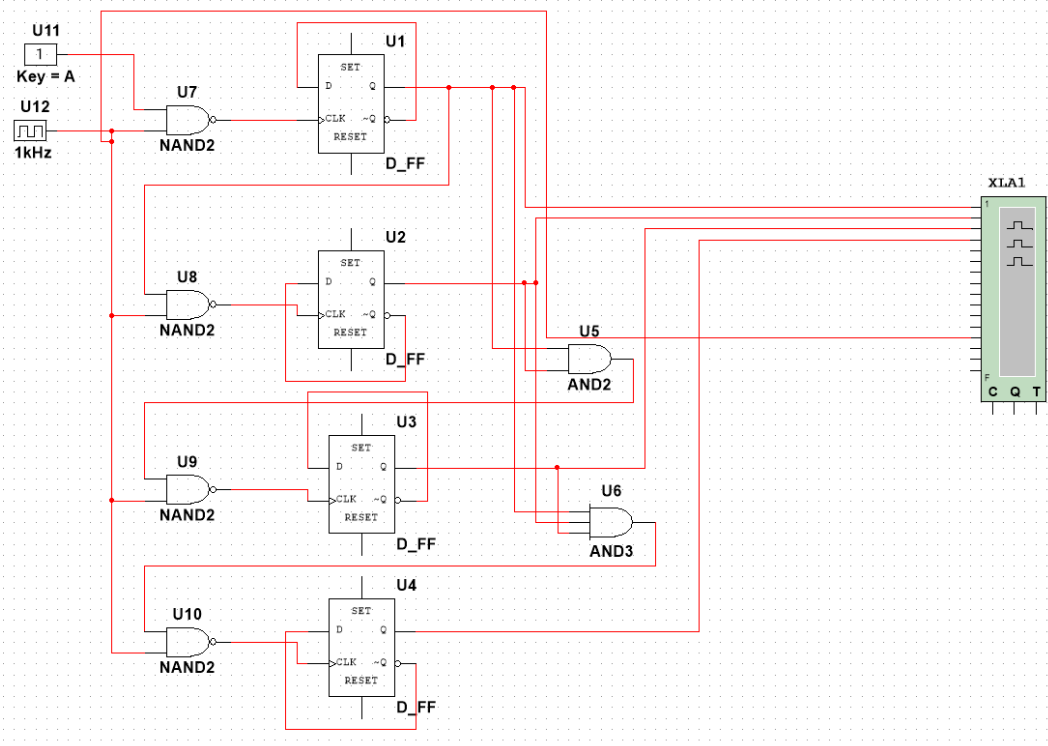 U11
1
Key = A
U12
1kHz
U7
NAND2
U1
SET
D Q
CLK ~Q
RESET
D_FF
U8
NAND2
U2
SET
D Q
CLK ~Q
RESET
D_FF
XLA1
1
F
C Q T
U5
AND2
U9
NAND2
U3
SET
D Q
CLK ~Q
RESET
D_FF
U6
AND3
U10
NAND2
U4
SET
D Q
CLK ~Q
RESET
D_FF